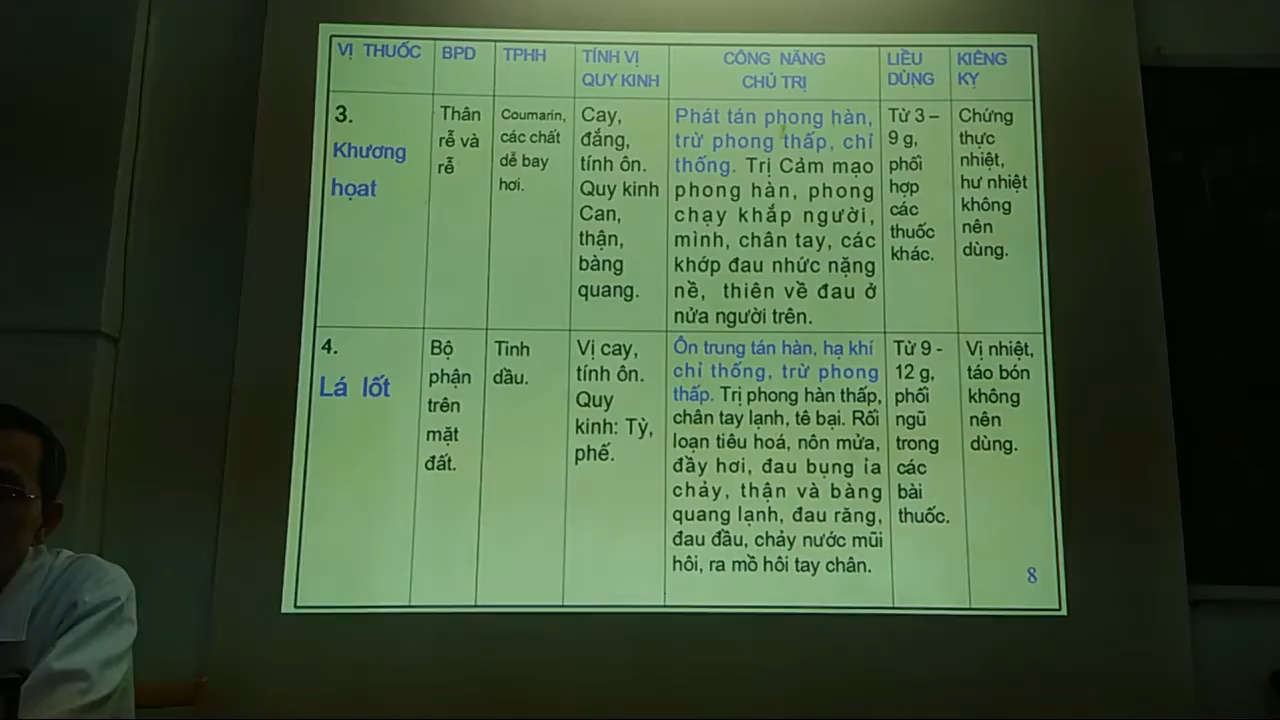 VỊ THUỐC
BPD
TPHH
TÍNH VỊ
QUY KINH
CÔNG NĂNG
CHỦ TRỊ
LIỀU
DÙNG
KIÊNG
KỴ
3.
Khương
họat
Thân
rễ và
rễ
Coumarin,
các chất
dễ bay
hơi.
Cay,
đắng,
tính ôn.
Quy kinh
Can,
thận,
bàng
quang.
Phát tán phong hàn,
trừ phong thấp, chỉ
thống. Trị Cảm mạo
phong hàn, phong
chạy khắp người,
mình, chân tay, các
khớp đau nhức nặng
nề, thiên về đau ở
nửa người trên.
Từ 3 –
9 g,
phối
hợp
các
thuốc
khác.
Chứng
thực
nhiệt,
hư nhiệt
không
nên
dùng.
4.
Lá lốt
Bộ
phận
trên
mặt
đất.
Tinh
dầu.
Vị cay,
tính ôn.
Quy
kinh: Tỳ,
phế.
Ôn trung tán hàn, hạ khí
chỉ thống, trừ phong
thấp. Trị phong hàn thấp,
chân tay lạnh, tê bại. Rối
loạn tiêu hoá, nôn mửa,
đầy hơi, đau bụng ỉa
chảy, thận và bàng
quang lạnh, đau răng,
đau đầu, chảy nước mũi
hôi, ra mồ hôi tay chân.
Từ 9 -
12 g,
phối
ngũ
trong
các
bài
thuốc.
Vị nhiệt,
táo bón
không
nên
dùng.
8